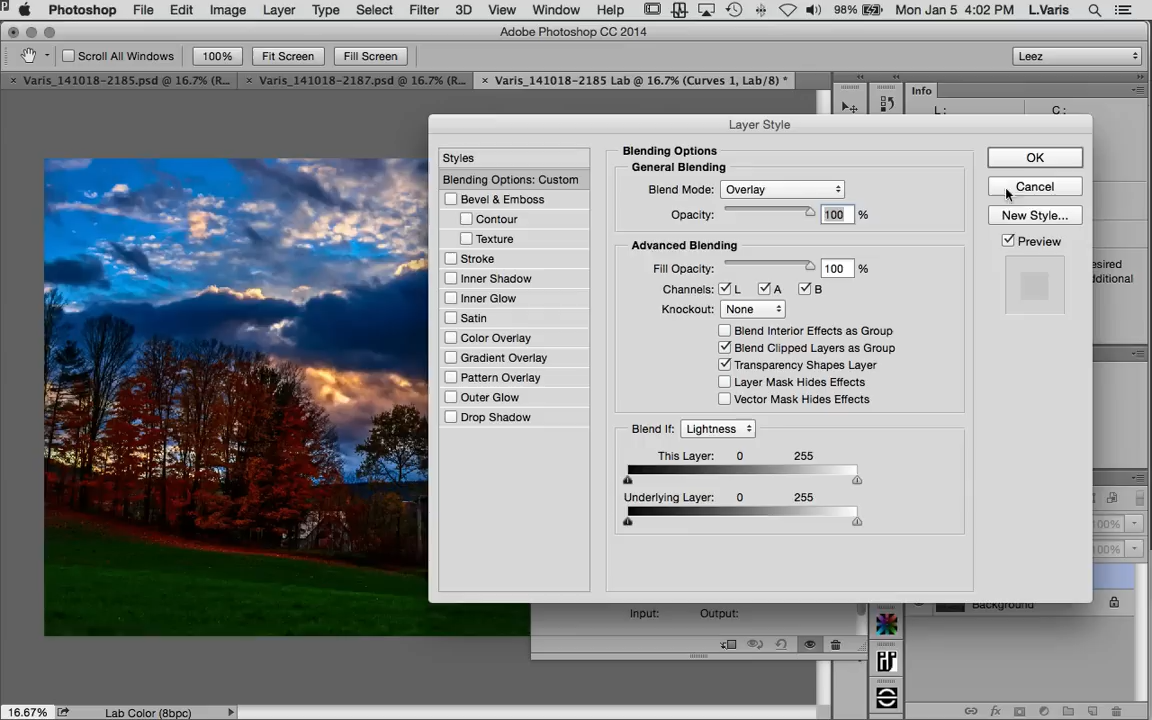 Photoshop File Edit Image Layer Type Select Filter 3D View Window Help 98% Mon Jan 5 4:02 PM L.Varis
Adobe Photoshop CC 2014
Scroll All Windows 100% Fit Screen Fill Screen Leez
Varis_141018-2185.psd @ 16.7% (R... Varis_141018-2187.psd @ 16.7% (R... Varis_141018-2185 Lab @ 16.7% (Curves 1, Lab/8) *
Info
L : C :
Layer Style
Styles
Blending Options: Custom
Bevel & Emboss
Contour
Texture
Stroke
Inner Shadow
Inner Glow
Satin
Color Overlay
Gradient Overlay
Pattern Overlay
Outer Glow
Drop Shadow
Blending Options
General Blending
Blend Mode: Overlay
Opacity: 100 %
Advanced Blending
Fill Opacity: 100 %
Channels: L A B
Knockout: None
Blend Interior Effects as Group
Blend Clipped Layers as Group
Transparency Shapes Layer
Layer Mask Hides Effects
Vector Mask Hides Effects
Blend If: Lightness
This Layer: 0 255
Underlying Layer: 0 255
OK
Cancel
New Style...
Preview
esired
dditional
100%
100%
Background
Input: Output:
16.67% Lab Color (8bpc)